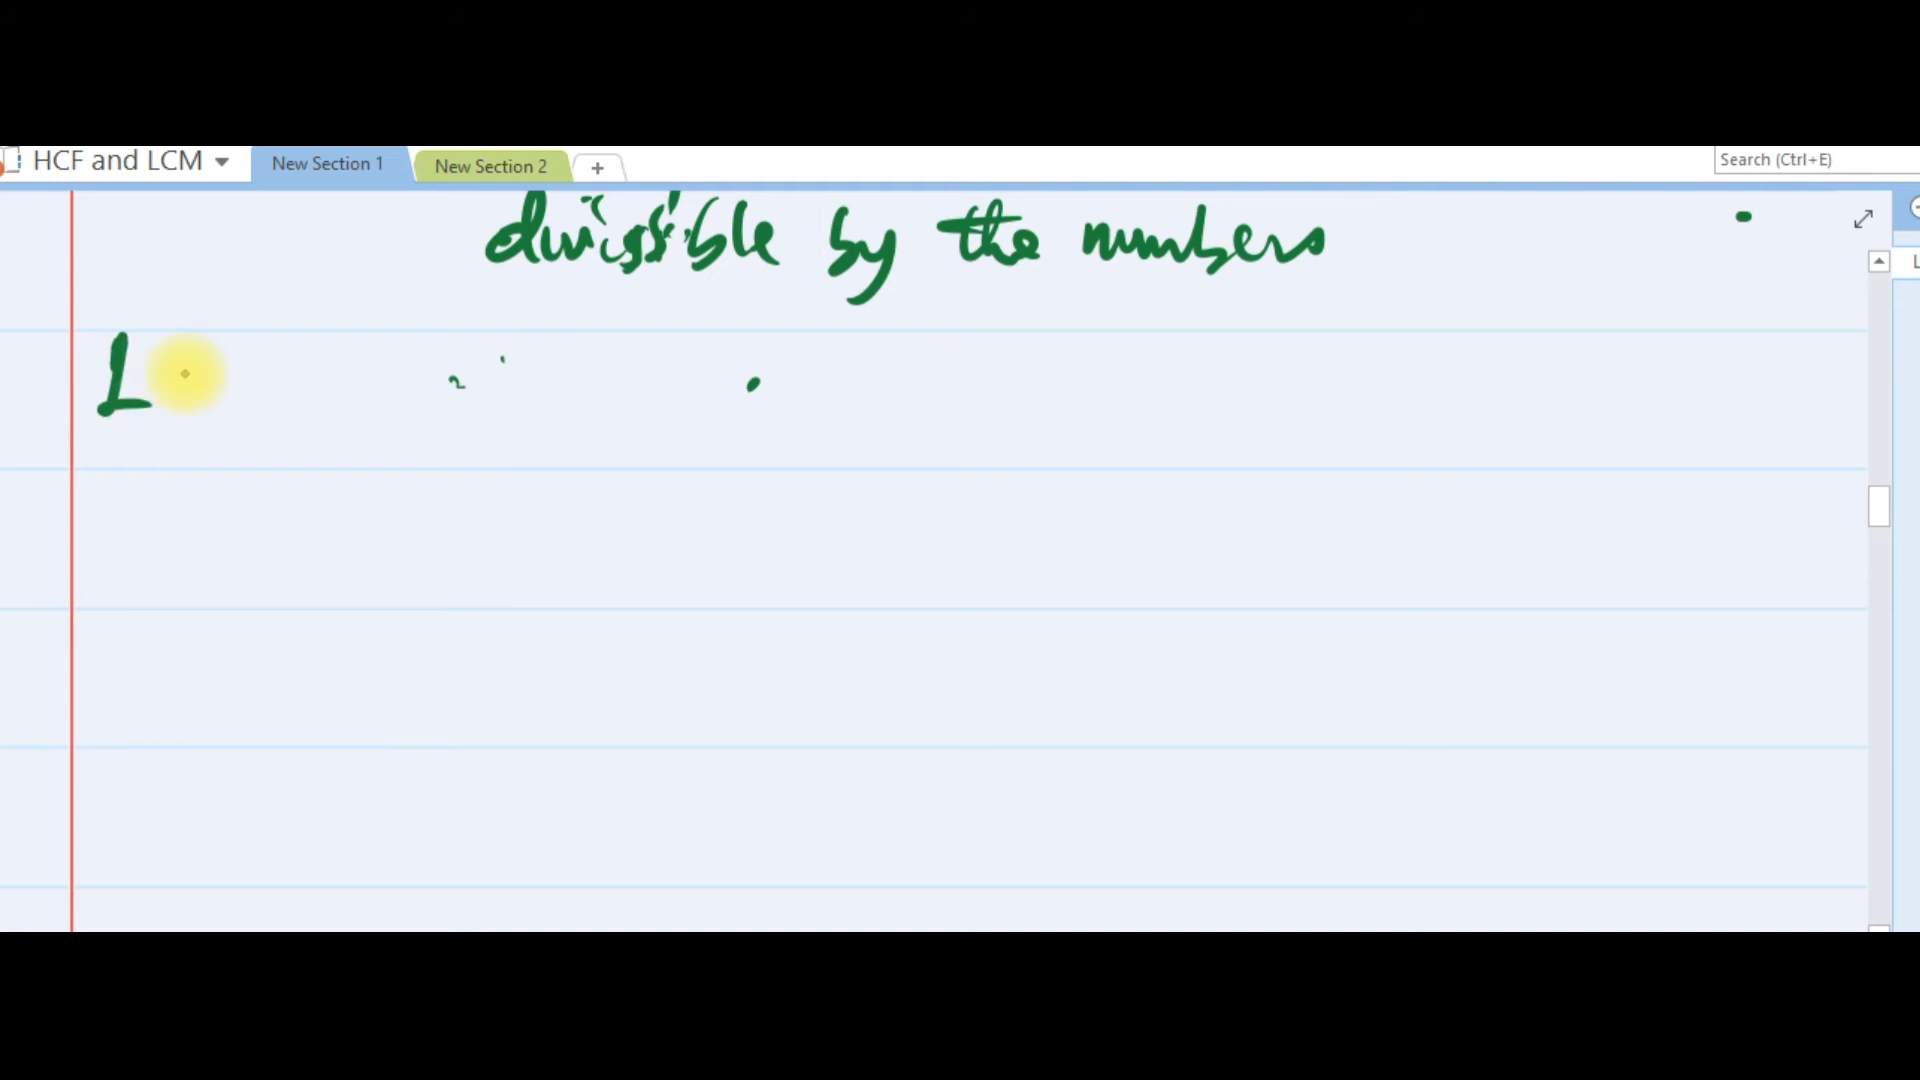 HCF and LCM New Section 1 New Section 2 + Search (Ctrl+E)
divisible by the numbers
L